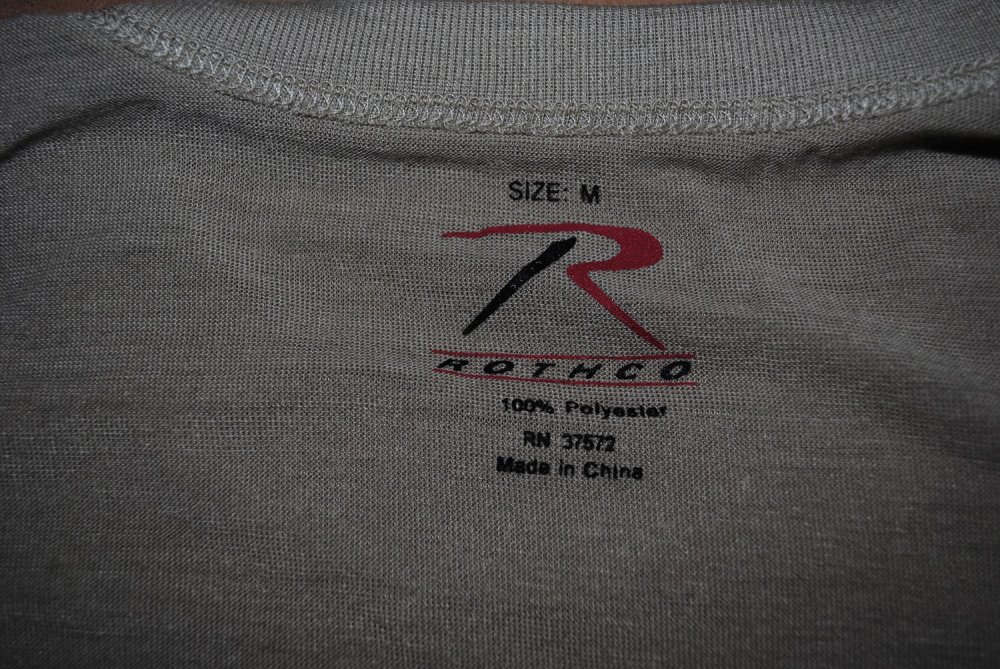 SIZE: M
R
ROTHCO
100% Polyester
RN 37572
Made in China